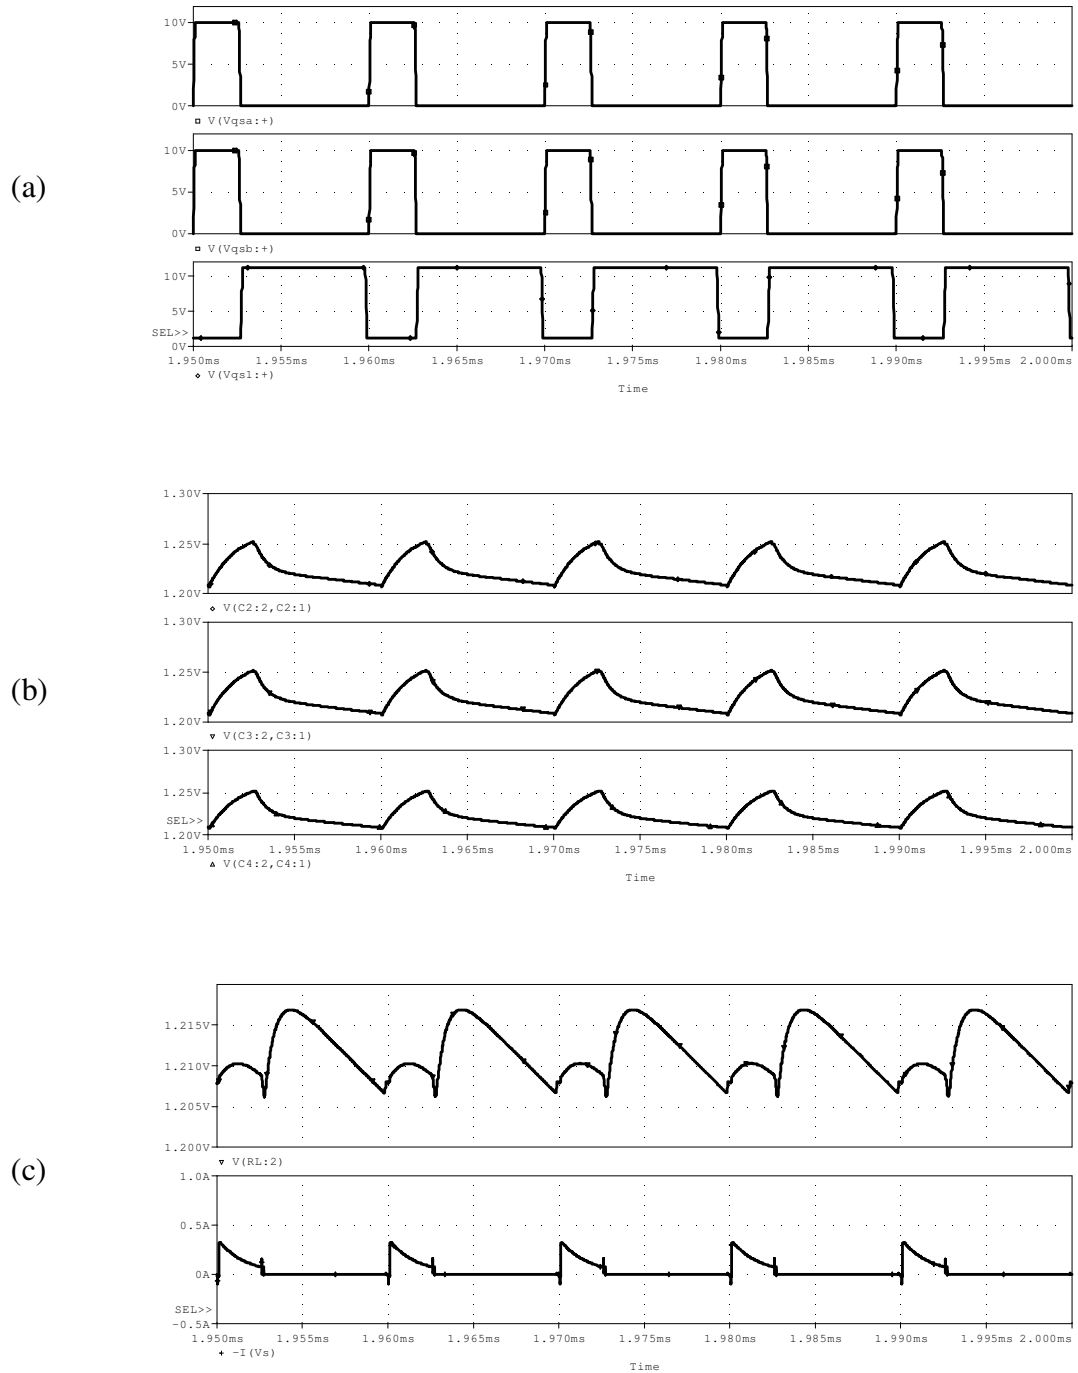 (a)
10V
5V
0V
V(Vqsa:+)
10V
5V
0V
V(Vqsb:+)
10V
5V
SEL>>
0V
1.950ms 1.955ms 1.960ms 1.965ms 1.970ms 1.975ms 1.980ms 1.985ms 1.990ms 1.995ms 2.000ms
V(Vqs1:+)
Time
(b)
1.30V
1.25V
1.20V
V(C2:2,C2:1)
1.30V
1.25V
1.20V
V(C3:2,C3:1)
1.30V
1.25V
SEL>>
1.20V
1.950ms 1.955ms 1.960ms 1.965ms 1.970ms 1.975ms 1.980ms 1.985ms 1.990ms 1.995ms 2.000ms
V(C4:2,C4:1)
Time
(c)
1.215V
1.210V
1.205V
1.200V
V(RL:2)
1.0A
0.5A
0A
SEL>>
-0.5A
1.950ms 1.955ms 1.960ms 1.965ms 1.970ms 1.975ms 1.980ms 1.985ms 1.990ms 1.995ms 2.000ms
-I(Vs)
Time